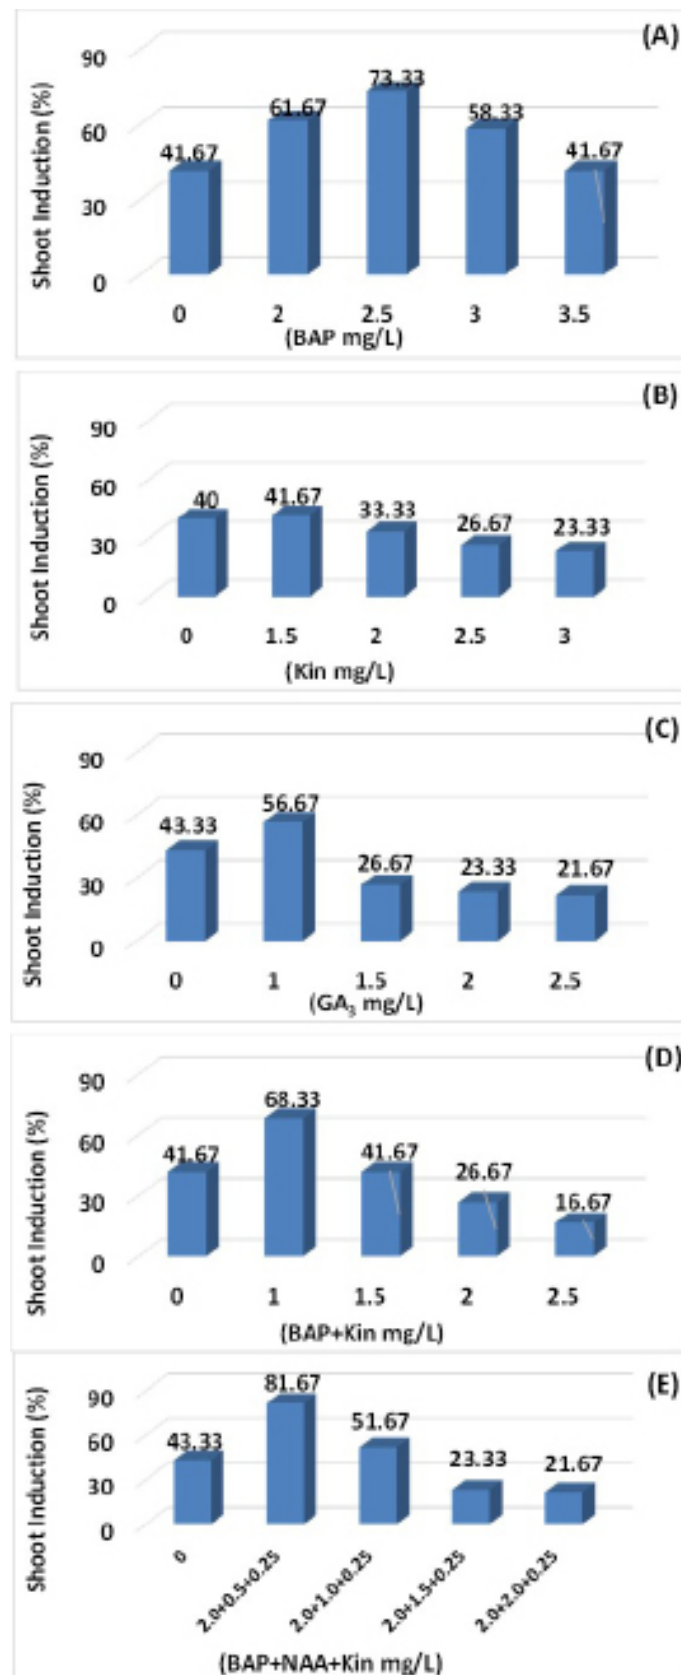 (A)
Shoot Induction (%)
90
60
30
0
41.67
61.67
73.33
58.33
41.67
0 2 2.5 3 3.5
(BAP mg/L)
(B)
Shoot Induction (%)
90
60
30
0
40
41.67
33.33
26.67
23.33
0 1.5 2 2.5 3
(Kin mg/L)
(C)
Shoot Induction (%)
90
60
30
0
43.33
56.67
26.67
23.33
21.67
0 1 1.5 2 2.5
(GA₃ mg/L)
(D)
Shoot Induction (%)
90
60
30
0
41.67
68.33
41.67
26.67
16.67
0 1 1.5 2 2.5
(BAP+Kin mg/L)
(E)
Shoot Induction (%)
90
60
30
0
43.33
81.67
51.67
23.33
21.67
0
2.0+0.5+0.25
2.0+1.0+0.25
2.0+1.5+0.25
2.0+2.0+0.25
(BAP+NAA+Kin mg/L)